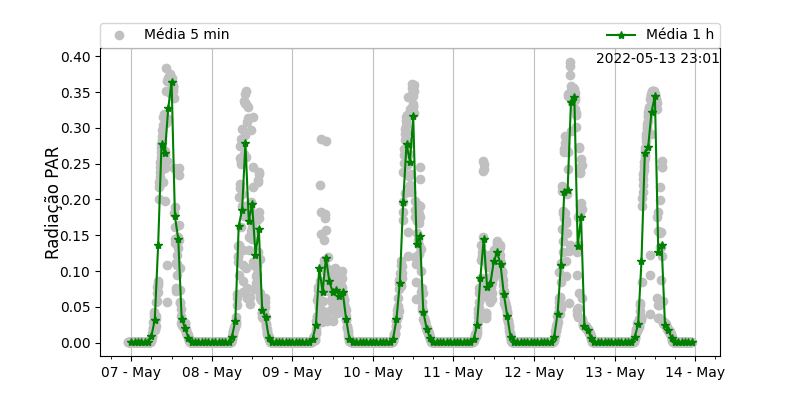 Média 5 min
Média 1 h
2022-05-13 23:01
0.40
0.35
0.30
0.25
0.20
0.15
0.10
0.05
0.00
Radiação PAR
07 - May
08 - May
09 - May
10 - May
11 - May
12 - May
13 - May
14 - May